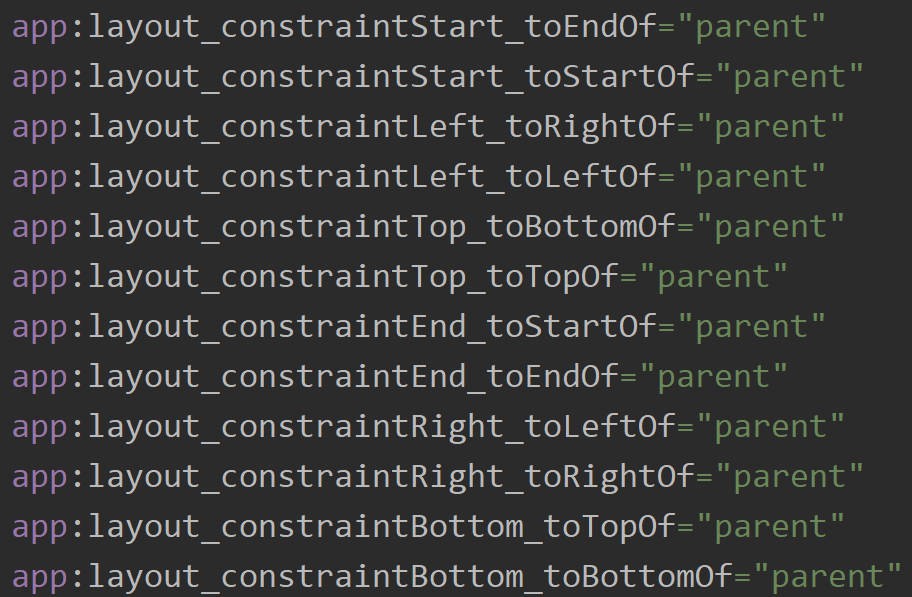 app:layout_constraintStart_toEndOf="parent"
app:layout_constraintStart_toStartOf="parent"
app:layout_constraintLeft_toRightOf="parent"
app:layout_constraintLeft_toLeftOf="parent"
app:layout_constraintTop_toBottomOf="parent"
app:layout_constraintTop_toTopOf="parent"
app:layout_constraintEnd_toStartOf="parent"
app:layout_constraintEnd_toEndOf="parent"
app:layout_constraintRight_toLeftOf="parent"
app:layout_constraintRight_toRightOf="parent"
app:layout_constraintBottom_toTopOf="parent"
app:layout_constraintBottom_toBottomOf="parent"